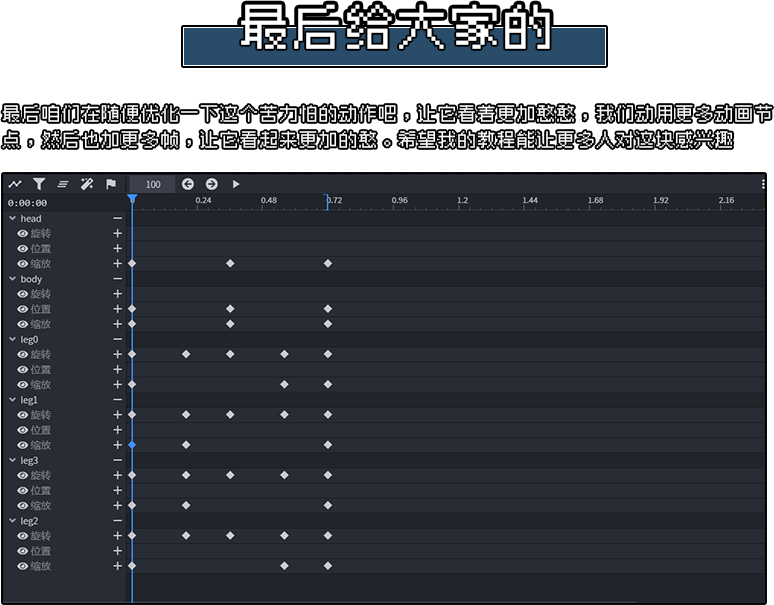 最后给大家的
最后咱们在随便优化一下这个苦力怕的动作吧，让它看着更加憨憨，我们动用更多动画节
点，然后也加更多帧，让它看起来更加的憨。希望我的教程能让更多人对这块感兴趣
100
0:00:00 0 0.24 0.48 0.72 0.96 1.2 1.44 1.68 1.92 2.16
head
旋转
位置
缩放
body
旋转
位置
缩放
leg0
旋转
位置
缩放
leg1
旋转
位置
缩放
leg3
旋转
位置
缩放
leg2
旋转
位置
缩放